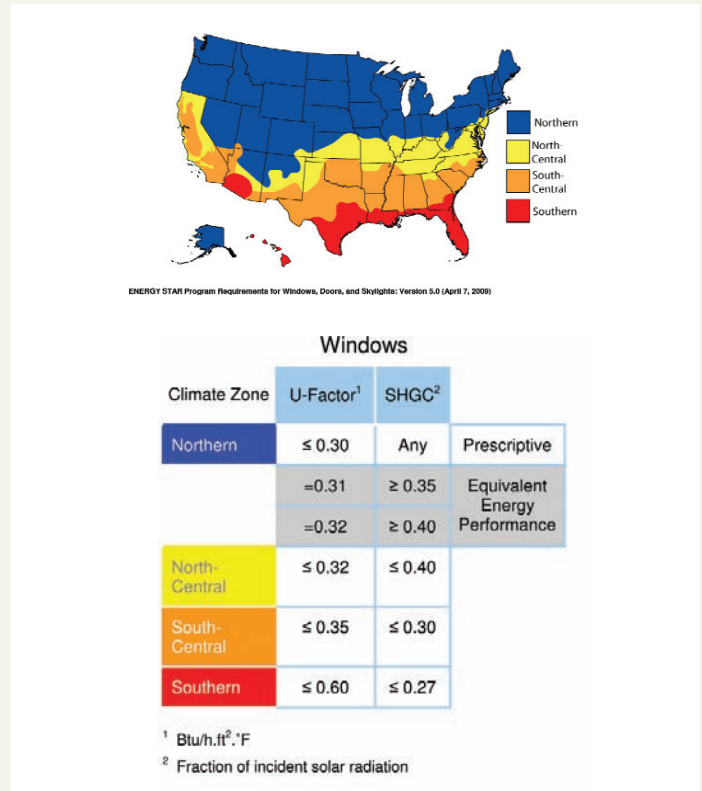 Northern
North-
Central
South-
Central
Southern
ENERGY STAR Program Requirements for Windows, Doors, and Skylights: Version 5.0 (April 7, 2009)
Windows
Climate Zone U-Factor¹ SHGC²
Northern ≤ 0.30 Any Prescriptive
=0.31 ≥ 0.35 Equivalent
Energy
=0.32 ≥ 0.40 Performance
North-
Central ≤ 0.32 ≤ 0.40
South-
Central ≤ 0.35 ≤ 0.30
Southern ≤ 0.60 ≤ 0.27
¹ Btu/h.ft².°F
² Fraction of incident solar radiation